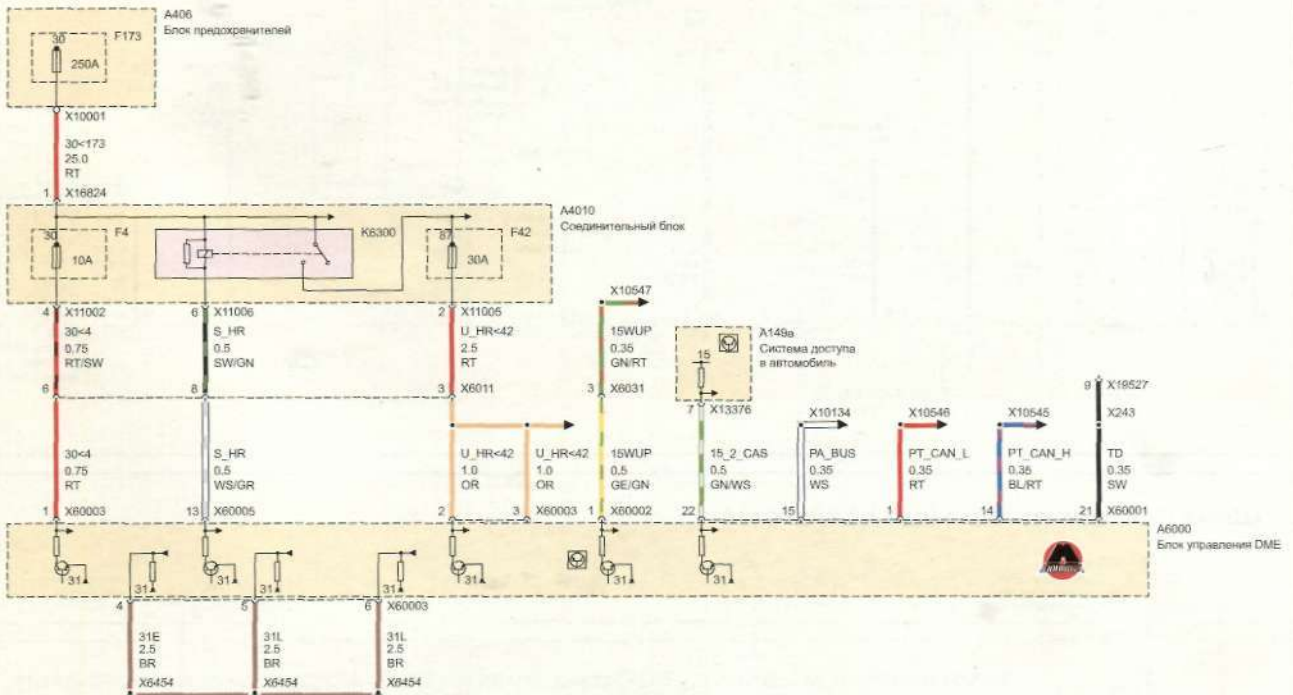 A406
Блок предохранителей
30
F173
250A
X10001
30<173
25.0
RT
1 X16824
A4010
Соединительный блок
30
F4
10A
K6300
87
F42
30A
4 X11002
30<4
0.75
RT/SW
6
6 X11006
S_HR
0.5
SW/GN
8
2 X11005
U_HR<42
2.5
RT
3 X6011
X10547
15WUP
0.35
GN/RT
3 X6031
A149a
Система доступа
в автомобиль
15
7 X13376
9 X19527
X10134
X10546
X10545
X243
30<4
0.75
RT
1 X60003
S_HR
0.5
WS/GR
13 X60005
U_HR<42
1.0
OR
2
U_HR<42
1.0
OR
3 X60003
15WUP
0.5
GE/GN
1 X60002
15_2_CAS
0.5
GN/WS
22
PA_BUS
0.35
WS
15
PT_CAN_L
0.35
RT
1
PT_CAN_H
0.35
BL/RT
14
TD
0.35
SW
21 X60001
A6000
Блок управления DME
31
31
31
31
31
31
31
31
4
5
6 X60003
31E
2.5
BR
X6454
31L
2.5
BR
X6454
31L
2.5
BR
X6454